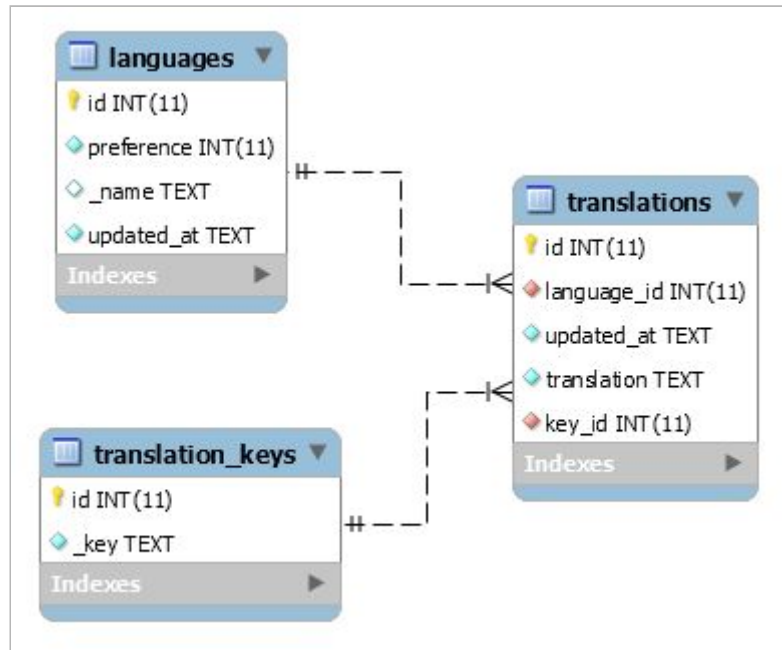 languages
id INT(11)
preference INT(11)
_name TEXT
updated_at TEXT
Indexes
translations
id INT(11)
language_id INT(11)
updated_at TEXT
translation TEXT
key_id INT(11)
Indexes
translation_keys
id INT(11)
_key TEXT
Indexes